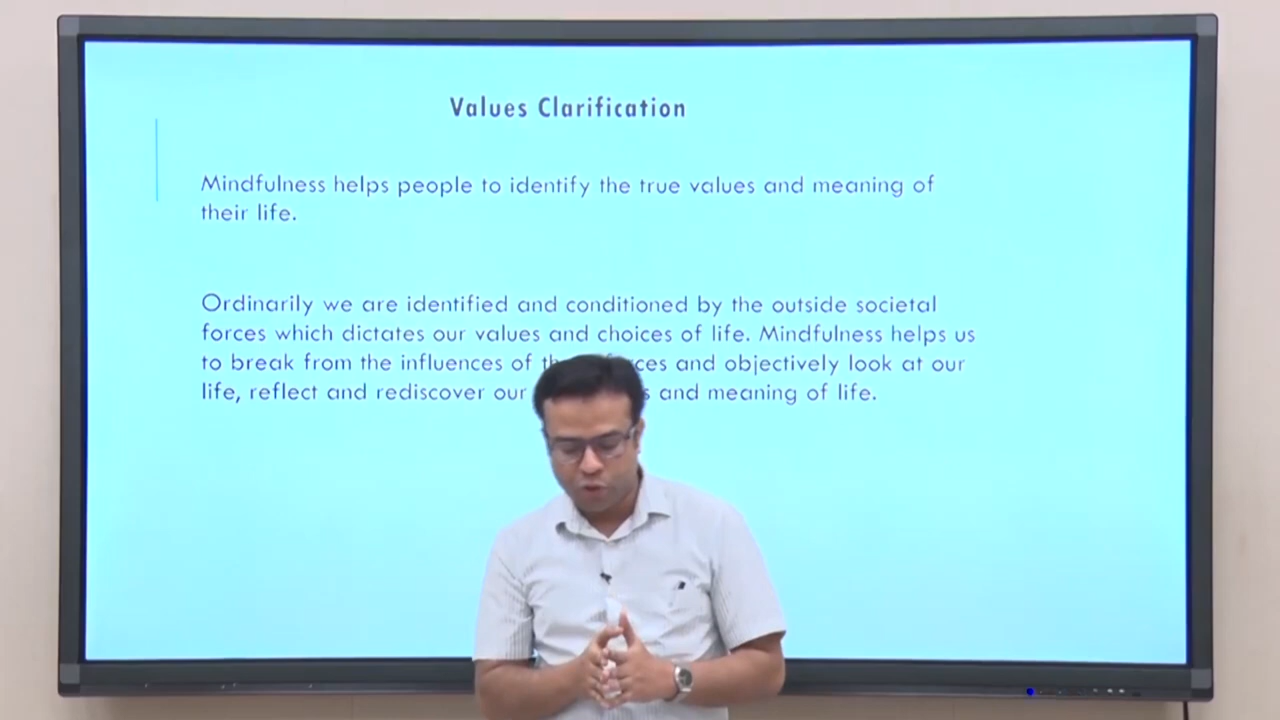 Values Clarification
Mindfulness helps people to identify the true values and meaning of
their life.
Ordinarily we are identified and conditioned by the outside societal
forces which dictates our values and choices of life. Mindfulness helps us
to break from the influences of and objectively look at our
life, reflect and rediscover our and meaning of life.